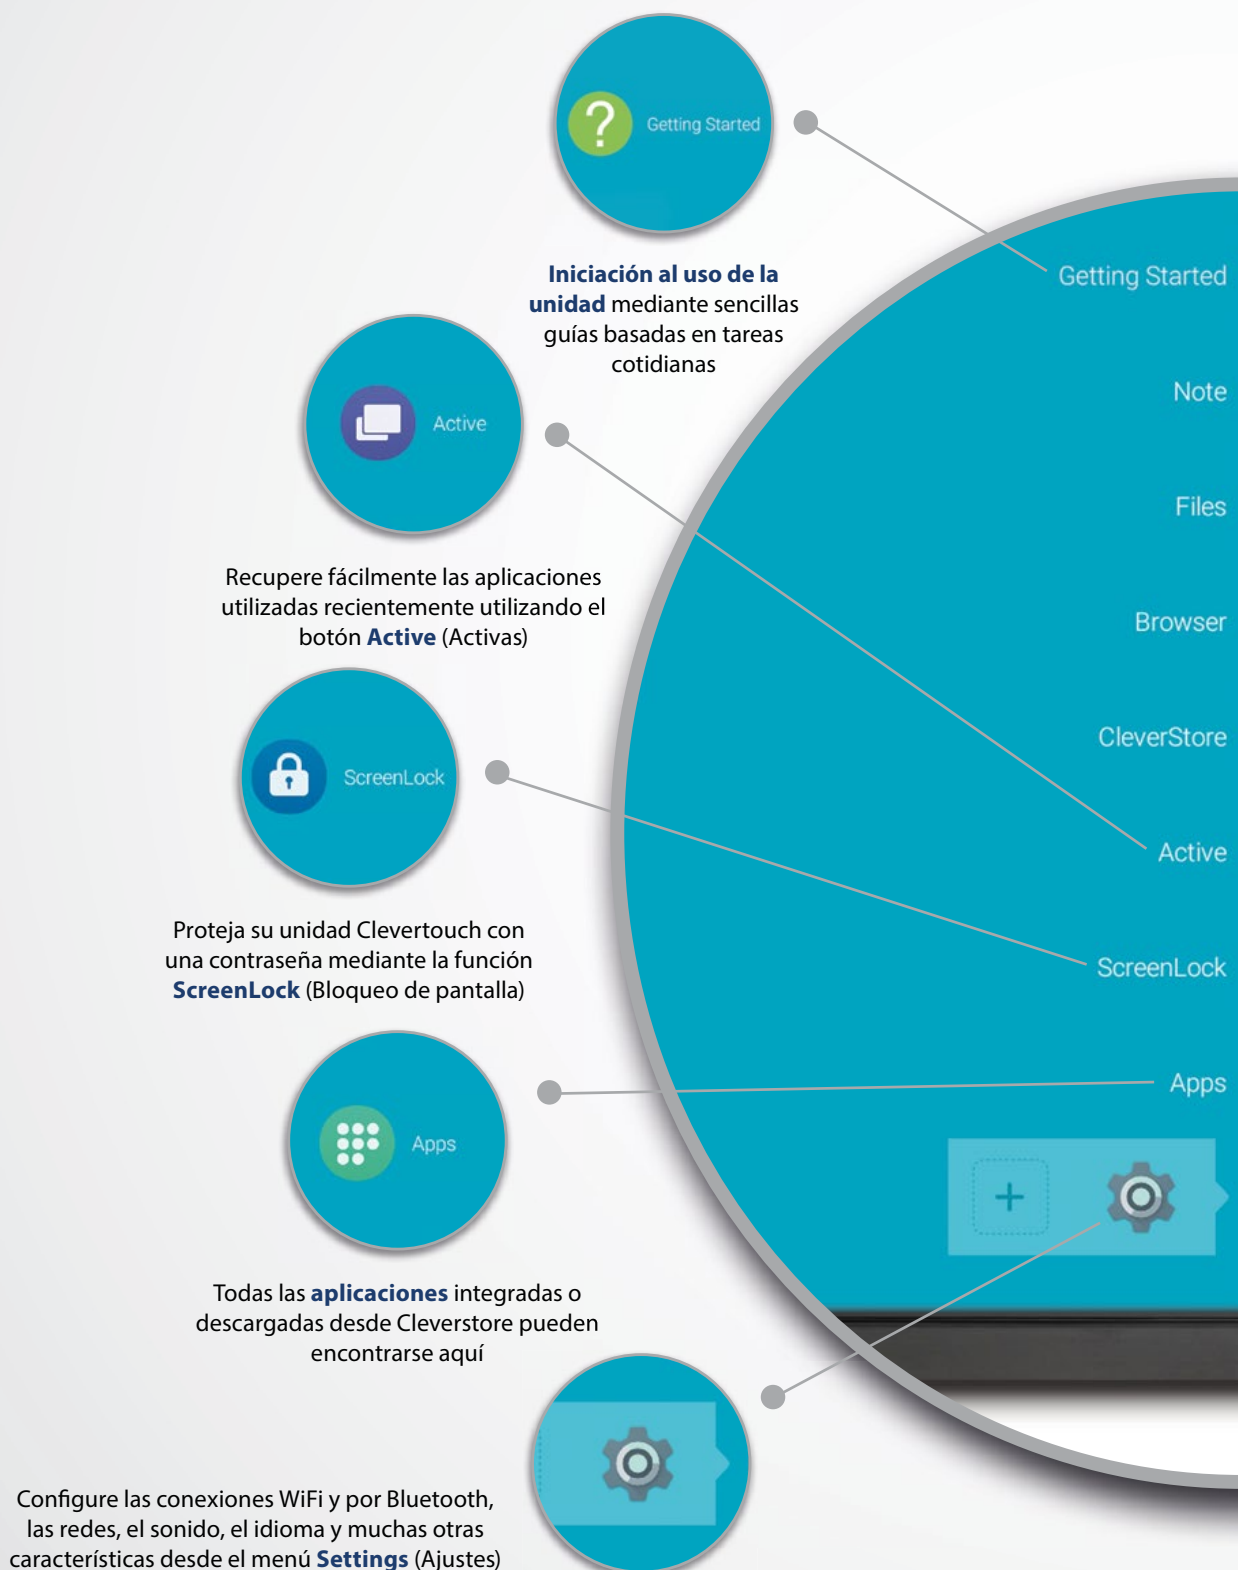 Getting Started
Iniciación al uso de la
unidad mediante sencillas
guías basadas en tareas
cotidianas
Active
Recupere fácilmente las aplicaciones
utilizadas recientemente utilizando el
botón Active (Activas)
ScreenLock
Proteja su unidad Clevertouch con
una contraseña mediante la función
ScreenLock (Bloqueo de pantalla)
Apps
Todas las aplicaciones integradas o
descargadas desde Cleverstore pueden
encontrarse aquí
Configure las conexiones WiFi y por Bluetooth,
las redes, el sonido, el idioma y muchas otras
características desde el menú Settings (Ajustes)
Getting Started
Note
Files
Browser
CleverStore
Active
ScreenLock
Apps